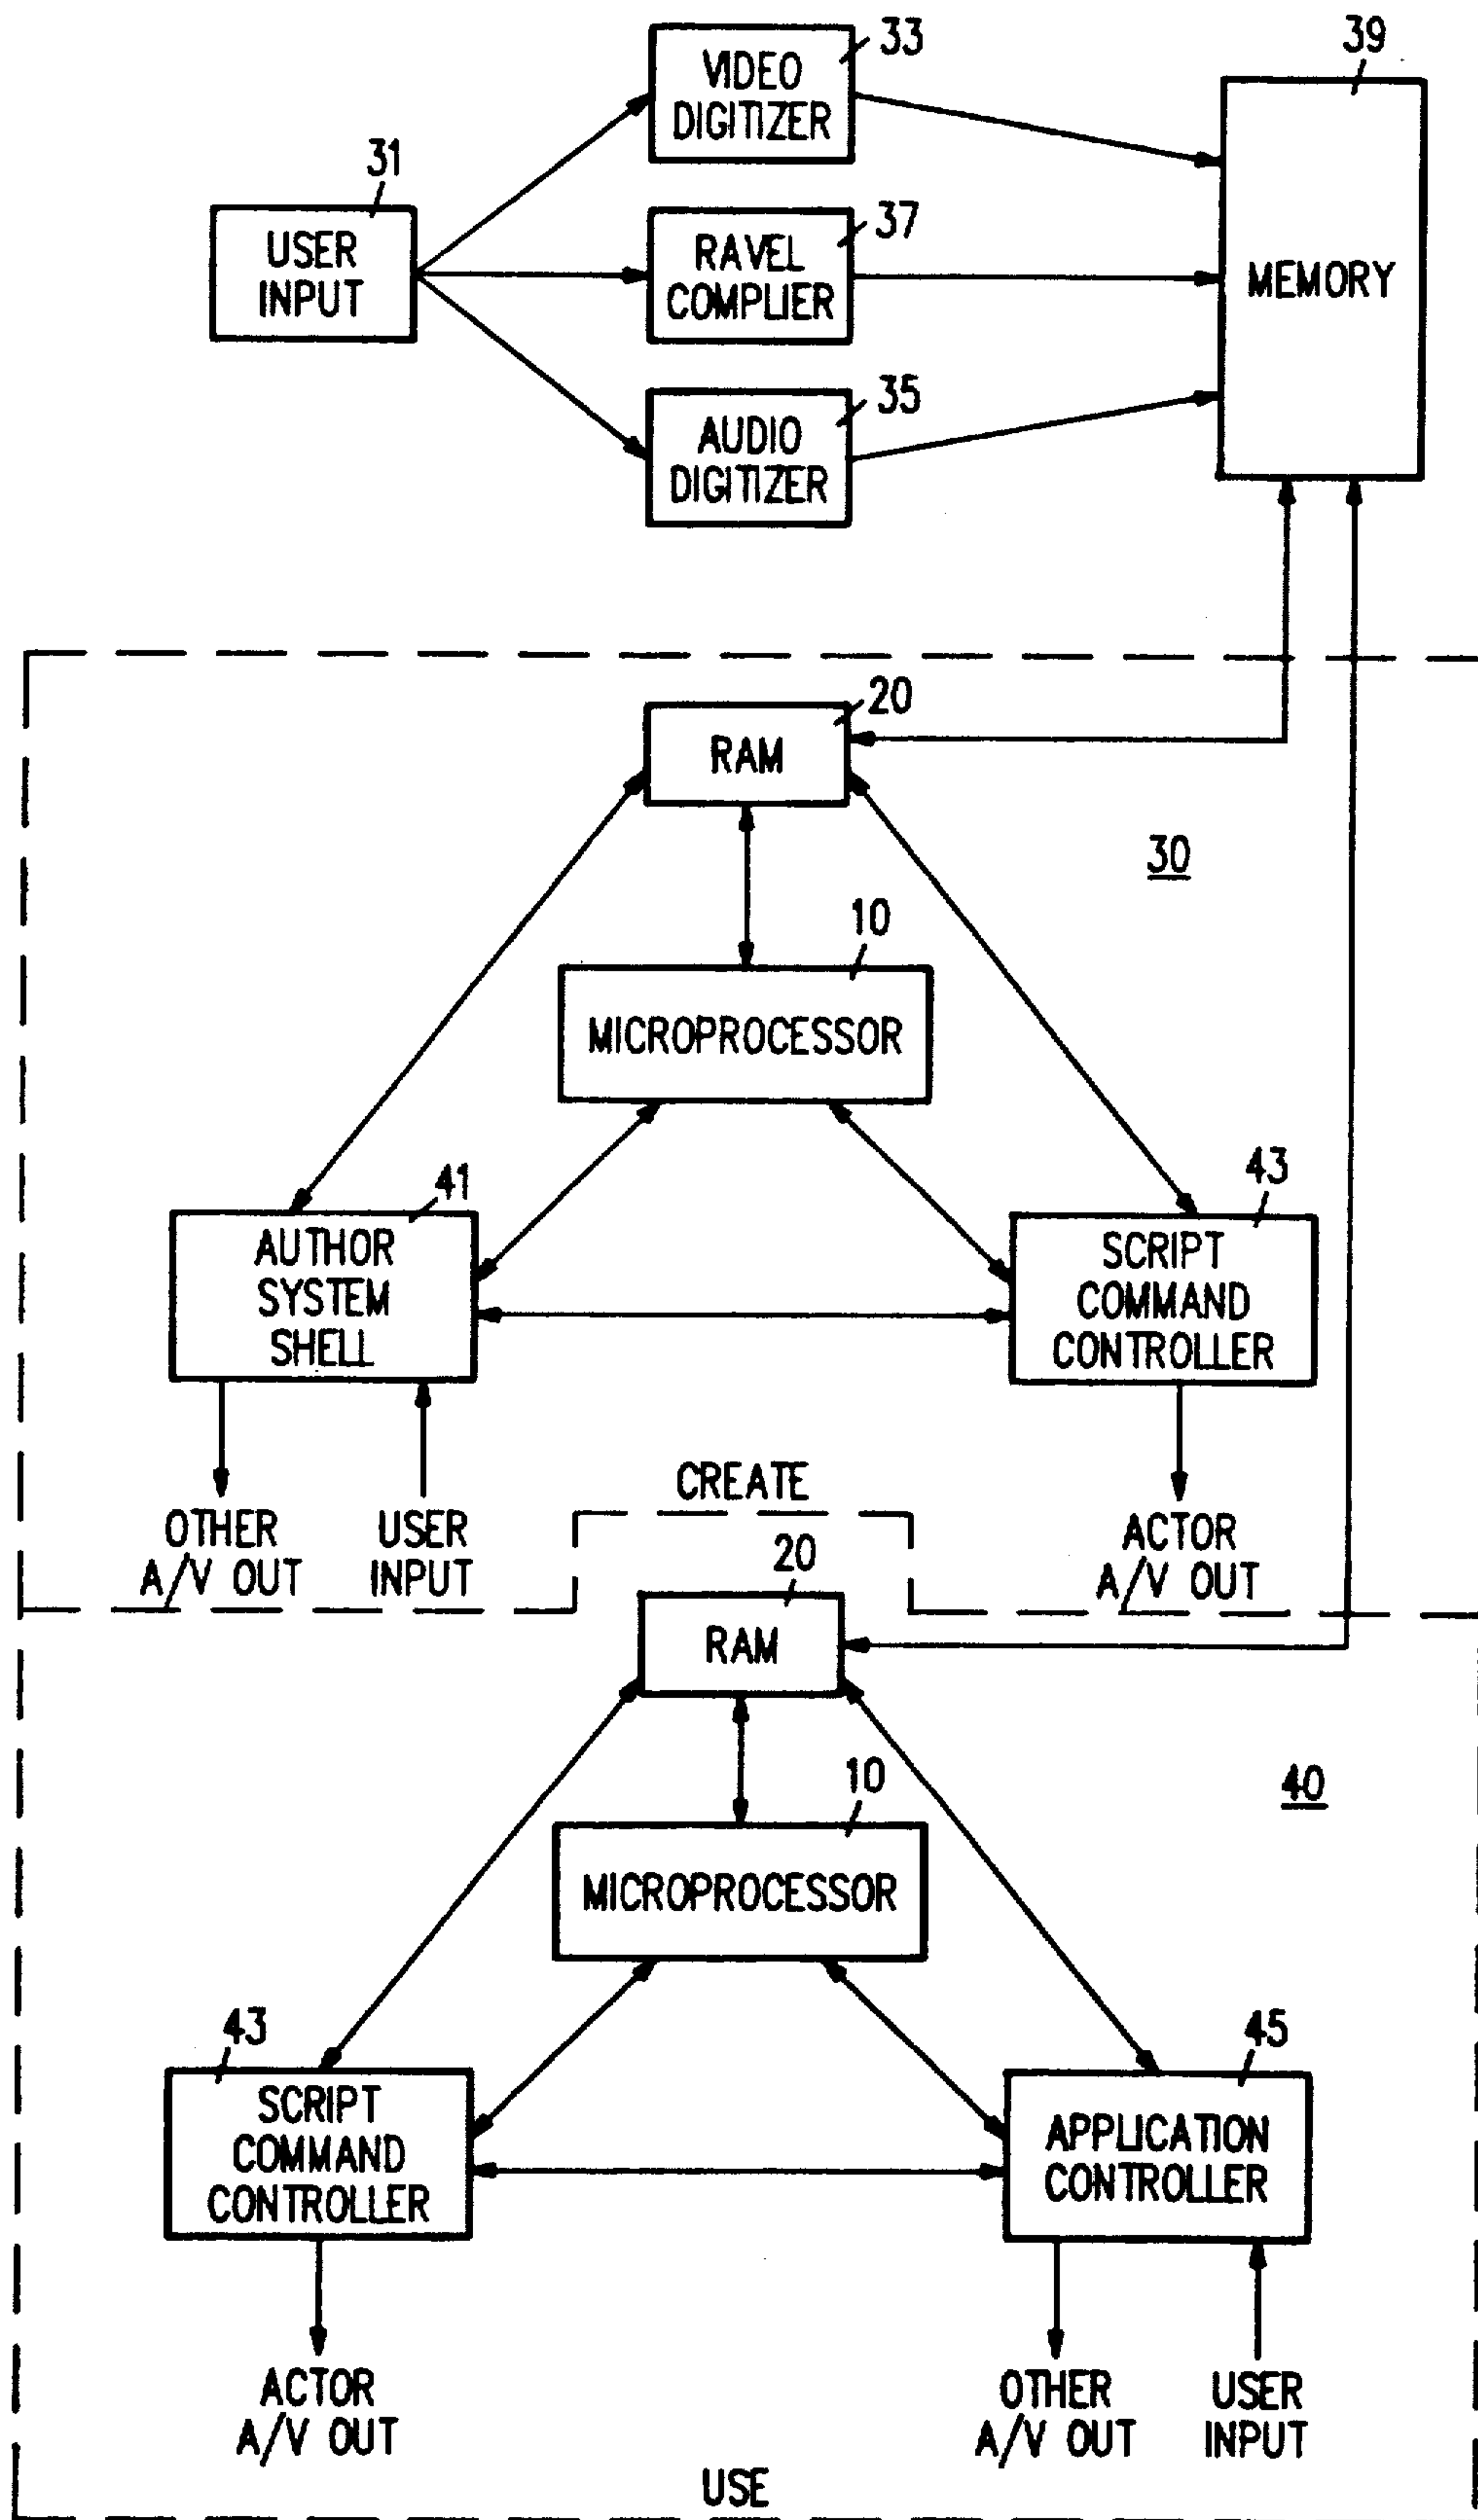 33
VIDEO
DIGITIZER
39
MEMORY
31
USER
INPUT
37
RAVEL
COMPLIER
35
AUDIO
DIGITIZER
20
RAM
30
10
MICROPROCESSOR
41
AUTHOR
SYSTEM
SHELL
43
SCRIPT
COMMAND
CONTROLLER
OTHER
A/V OUT
USER
INPUT
CREATE
ACTOR
A/V OUT
20
RAM
40
10
MICROPROCESSOR
43
SCRIPT
COMMAND
CONTROLLER
45
APPLICATION
CONTROLLER
ACTOR
A/V OUT
OTHER
A/V OUT
USER
INPUT
USE